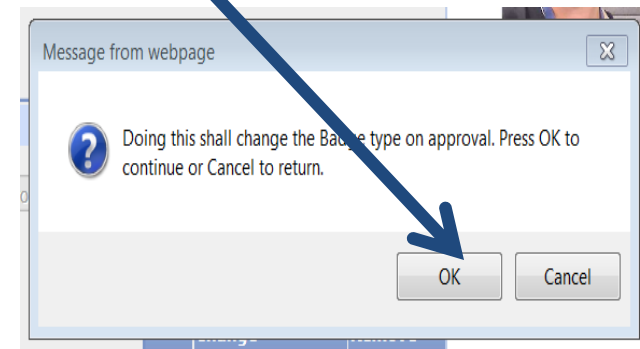 Message from webpage
Doing this shall change the Badge type on approval. Press OK to
continue or Cancel to return.
OK Cancel